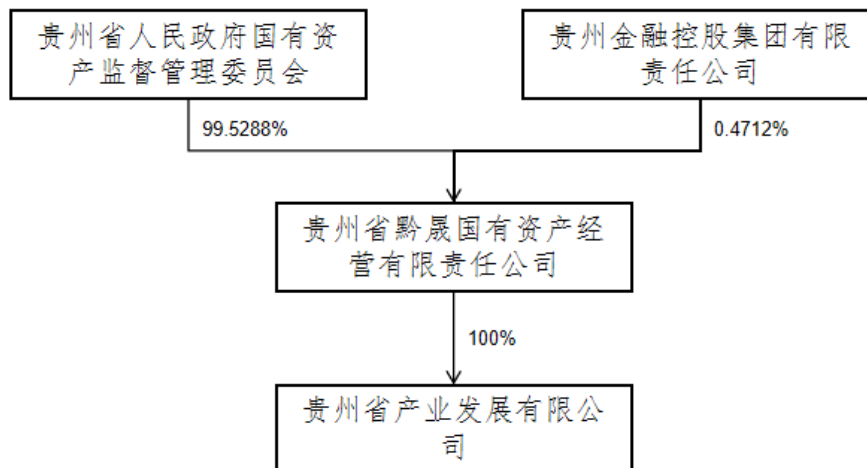 贵州省人民政府国有资
产监督管理委员会
贵州金融控股集团有限
责任公司
99.5288%
0.4712%
贵州省黔晟国有资产经
营有限责任公司
100%
贵州省产业发展有限公
司